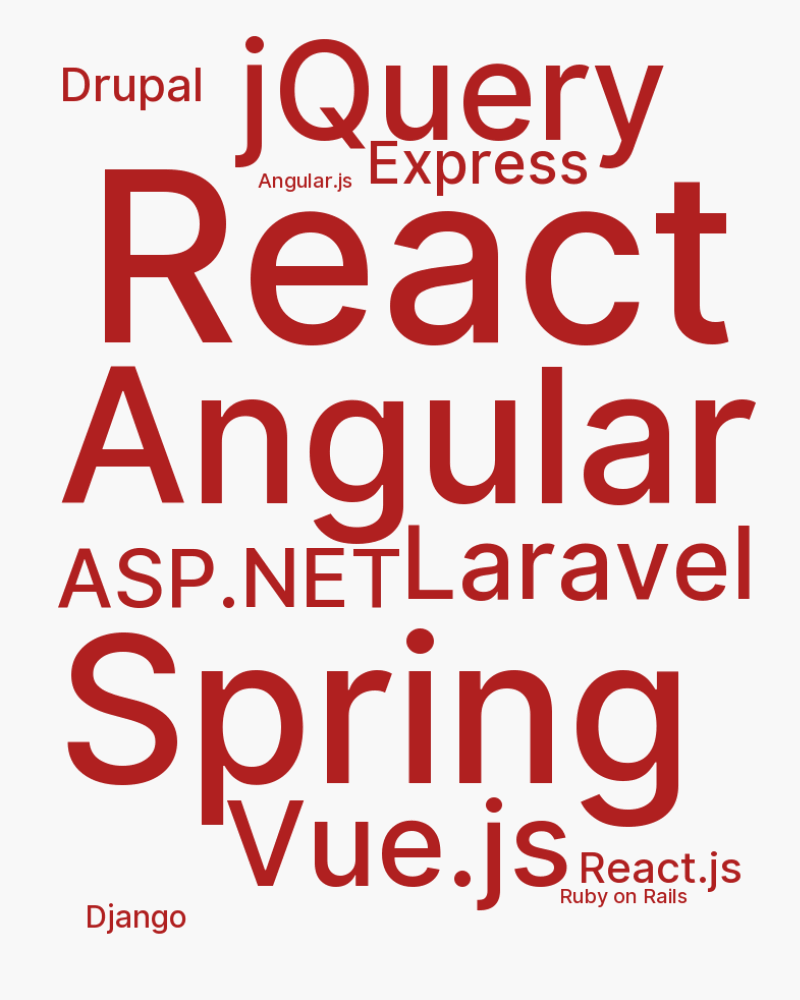 jQuery
Drupal
Express
Angular.js
React
Angular
Laravel
ASP.NET
Spring
Vue.js
React.js
Ruby on Rails
Django